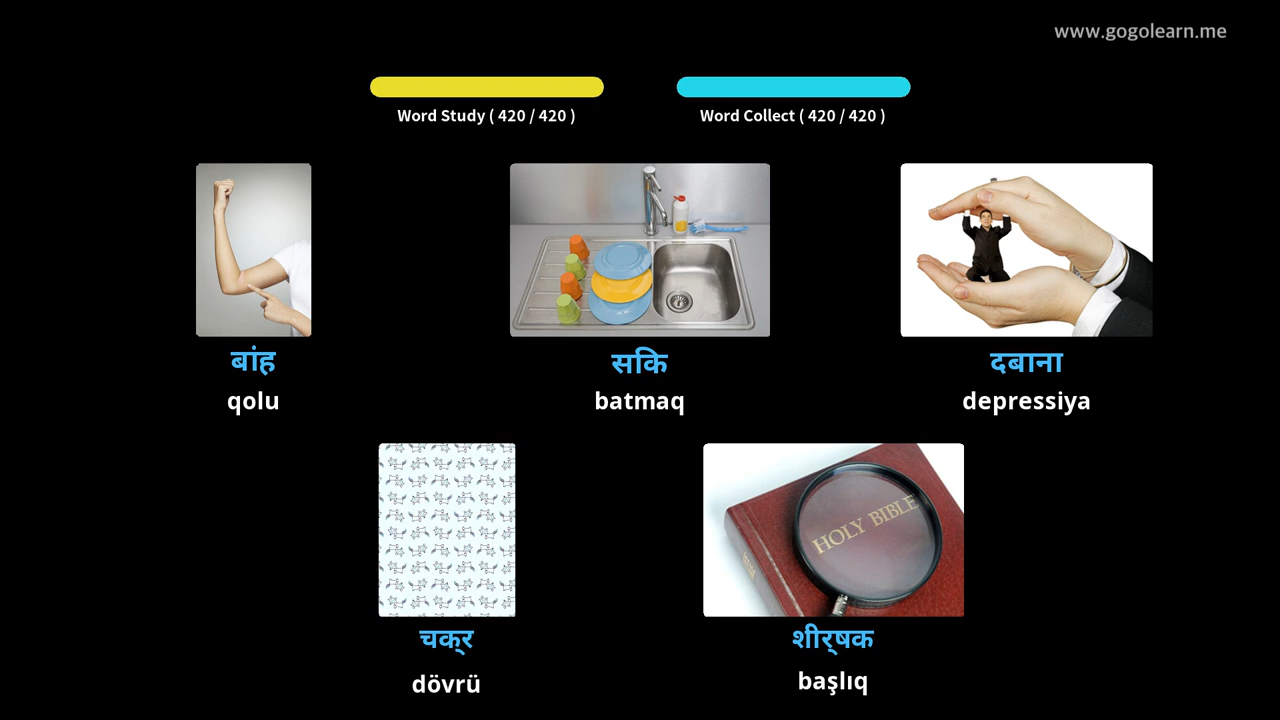 www.gogolearn.me
Word Study ( 420 / 420 )
Word Collect ( 420 / 420 )
बांह
सकि
दबाना
qolu
batmaq
depressiya
HOLY BIBLE
चक्र
शीर्षक
dövrü
başlıq